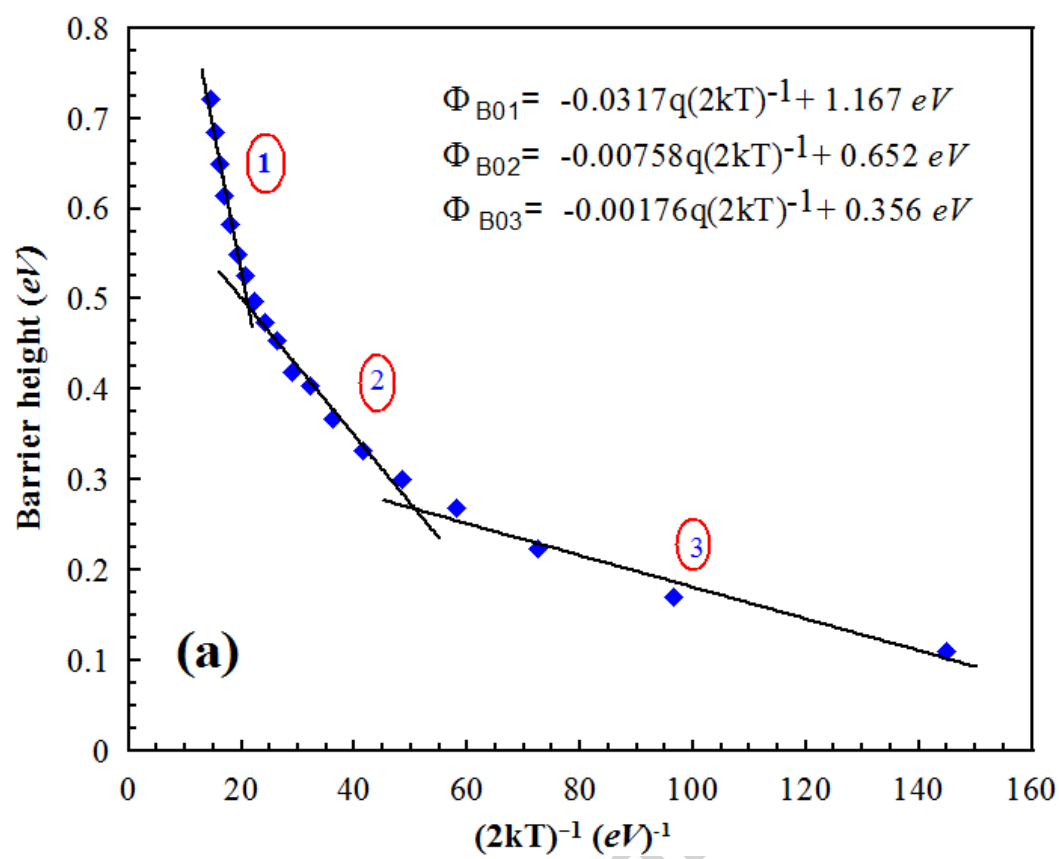 0.8
0.7
0.6
0.5
0.4
0.3
0.2
0.1
0
Barrier height (eV)
ΦB01= -0.0317q(2kT)-1+ 1.167 eV
ΦB02= -0.00758q(2kT)-1+ 0.652 eV
ΦB03= -0.00176q(2kT)-1+ 0.356 eV
1
2
3
(a)
0 20 40 60 80 100 120 140 160
(2kT)-1 (eV)-1